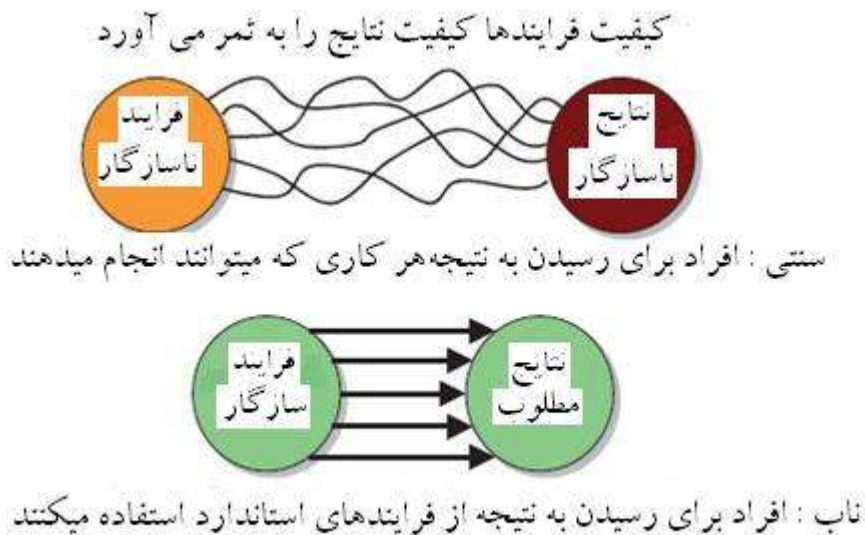 کیفیت فرایندها کیفیت نتایج را به ثمر می آورد
فرایند
ناسازگار
نتایج
ناسازگار
سنتی : افراد برای رسیدن به نتیجه هر کاری که میتوانند انجام میدهند
فرایند
سازگار
نتایج
مطلوب
ناب : افراد برای رسیدن به نتیجه از فرایندهای استاندارد استفاده میکنند